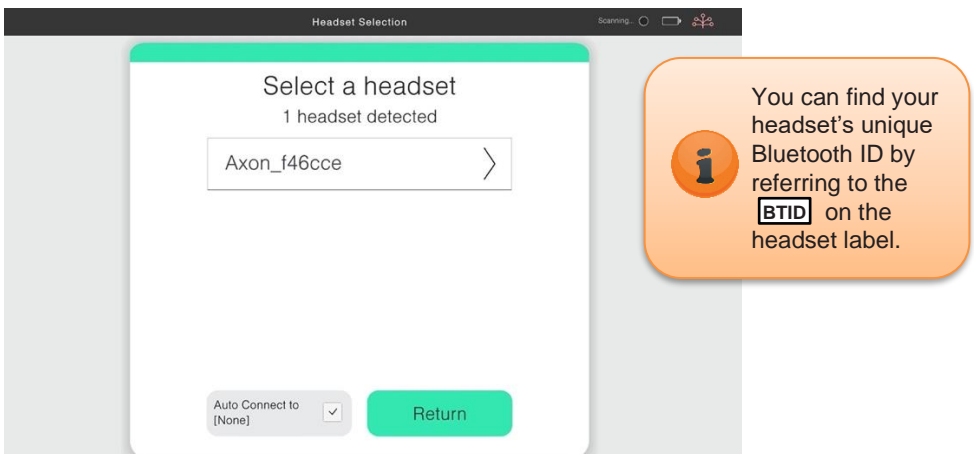 Headset Selection
Scanning...
Select a headset
1 headset detected
Axon_f46cce
Auto Connect to
[None]
Return
You can find your
headset's unique
Bluetooth ID by
referring to the
BTID on the
headset label.